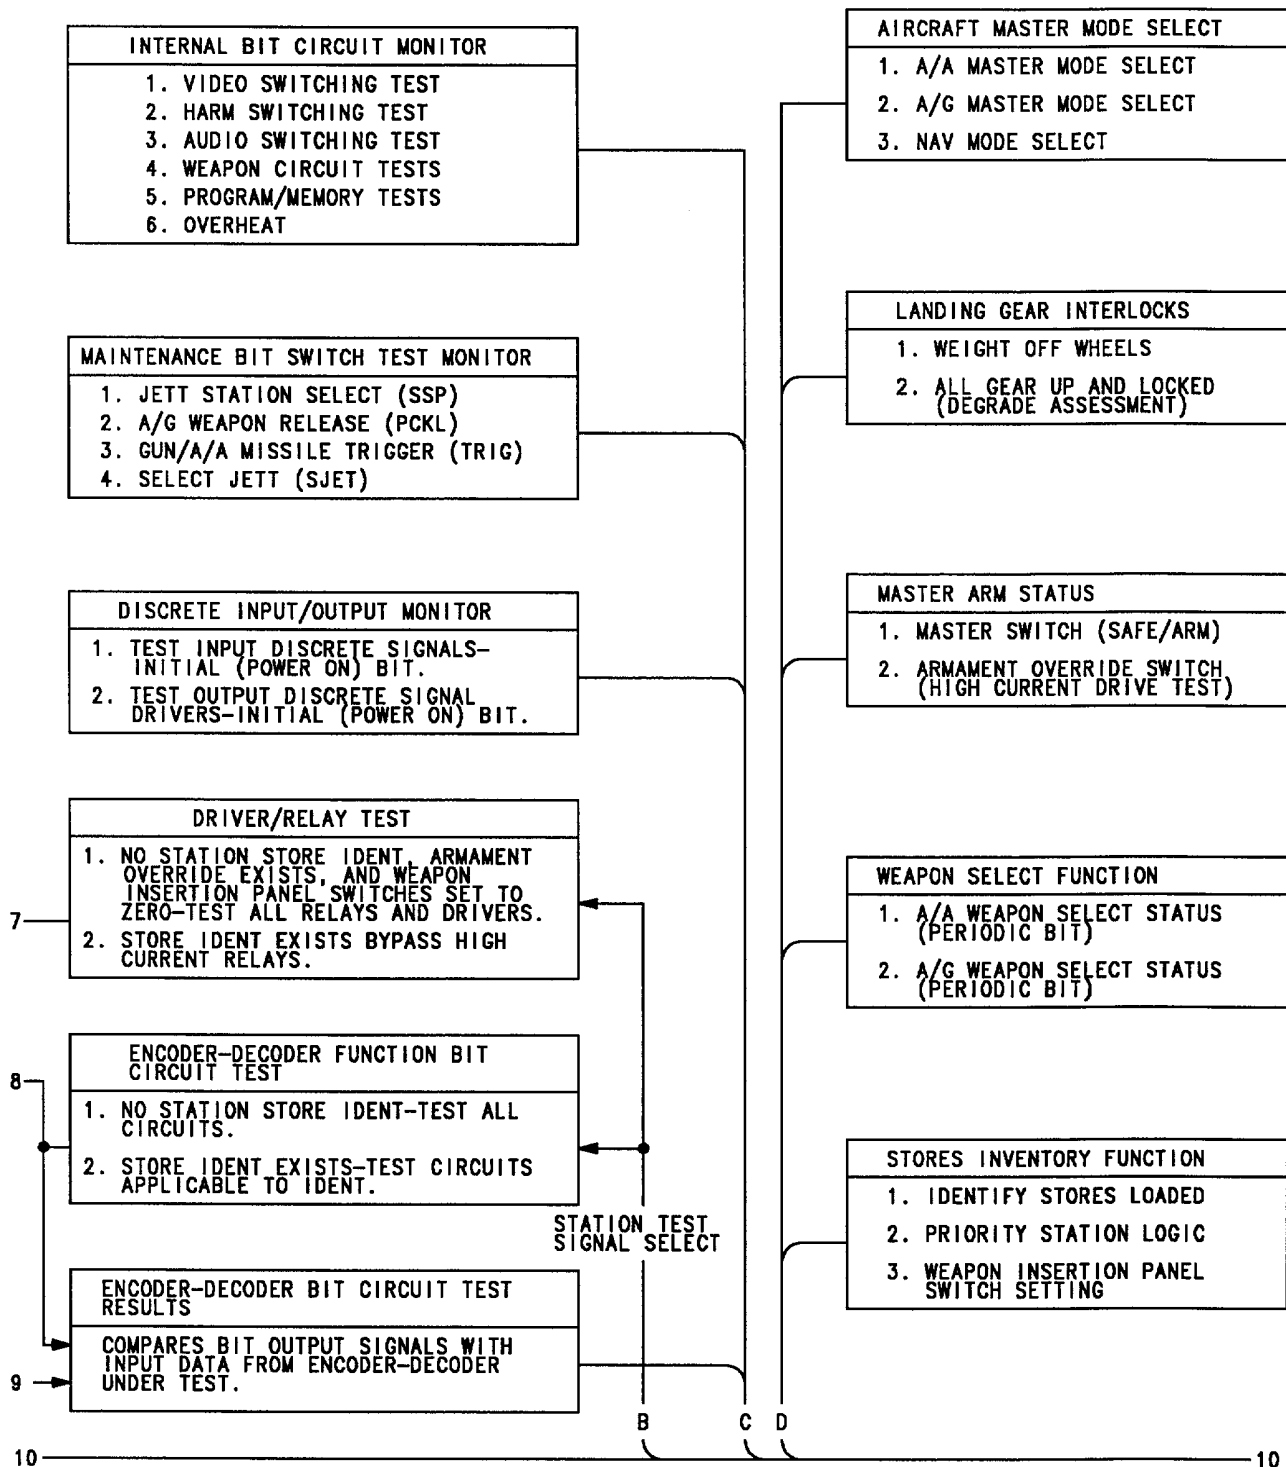 INTERNAL BIT CIRCUIT MONITOR
1. VIDEO SWITCHING TEST
2. HARM SWITCHING TEST
3. AUDIO SWITCHING TEST
4. WEAPON CIRCUIT TESTS
5. PROGRAM/MEMORY TESTS
6. OVERHEAT
MAINTENANCE BIT SWITCH TEST MONITOR
1. JETT STATION SELECT (SSP)
2. A/G WEAPON RELEASE (PCKL)
3. GUN/A/A MISSILE TRIGGER (TRIG)
4. SELECT JETT (SJET)
DISCRETE INPUT/OUTPUT MONITOR
1. TEST INPUT DISCRETE SIGNALS-
INITIAL (POWER ON) BIT.
2. TEST OUTPUT DISCRETE SIGNAL
DRIVERS-INITIAL (POWER ON) BIT.
DRIVER/RELAY TEST
1. NO STATION STORE IDENT, ARMAMENT
OVERRIDE EXISTS, AND WEAPON
INSERTION PANEL SWITCHES SET TO
ZERO-TEST ALL RELAYS AND DRIVERS.
2. STORE IDENT EXISTS BYPASS HIGH
CURRENT RELAYS.
7
ENCODER-DECODER FUNCTION BIT
CIRCUIT TEST
1. NO STATION STORE IDENT-TEST ALL
CIRCUITS.
2. STORE IDENT EXISTS-TEST CIRCUITS
APPLICABLE TO IDENT.
8
STATION TEST
SIGNAL SELECT
ENCODER-DECODER BIT CIRCUIT TEST
RESULTS
COMPARES BIT OUTPUT SIGNALS WITH
INPUT DATA FROM ENCODER-DECODER
UNDER TEST.
9
AIRCRAFT MASTER MODE SELECT
1. A/A MASTER MODE SELECT
2. A/G MASTER MODE SELECT
3. NAV MODE SELECT
LANDING GEAR INTERLOCKS
1. WEIGHT OFF WHEELS
2. ALL GEAR UP AND LOCKED
(DEGRADE ASSESSMENT)
MASTER ARM STATUS
1. MASTER SWITCH (SAFE/ARM)
2. ARMAMENT OVERRIDE SWITCH
(HIGH CURRENT DRIVE TEST)
WEAPON SELECT FUNCTION
1. A/A WEAPON SELECT STATUS
(PERIODIC BIT)
2. A/G WEAPON SELECT STATUS
(PERIODIC BIT)
STORES INVENTORY FUNCTION
1. IDENTIFY STORES LOADED
2. PRIORITY STATION LOGIC
3. WEAPON INSERTION PANEL
SWITCH SETTING
B C D
10 10